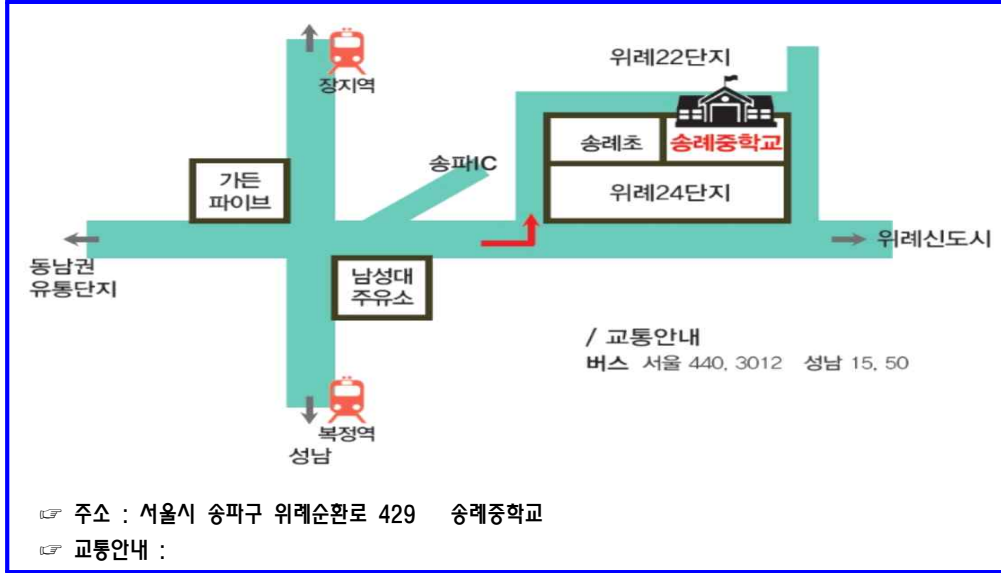 장지역
위례22단지
송례초
송례중학교
송파IC
가든
파이브
위례24단지
위례신도시
동남권
유통단지
남성대
주유소
/ 교통안내
버스 서울 440, 3012 성남 15, 50
복정역
성남
☞ 주소 : 서울시 송파구 위례순환로 429 송례중학교
☞ 교통안내 :